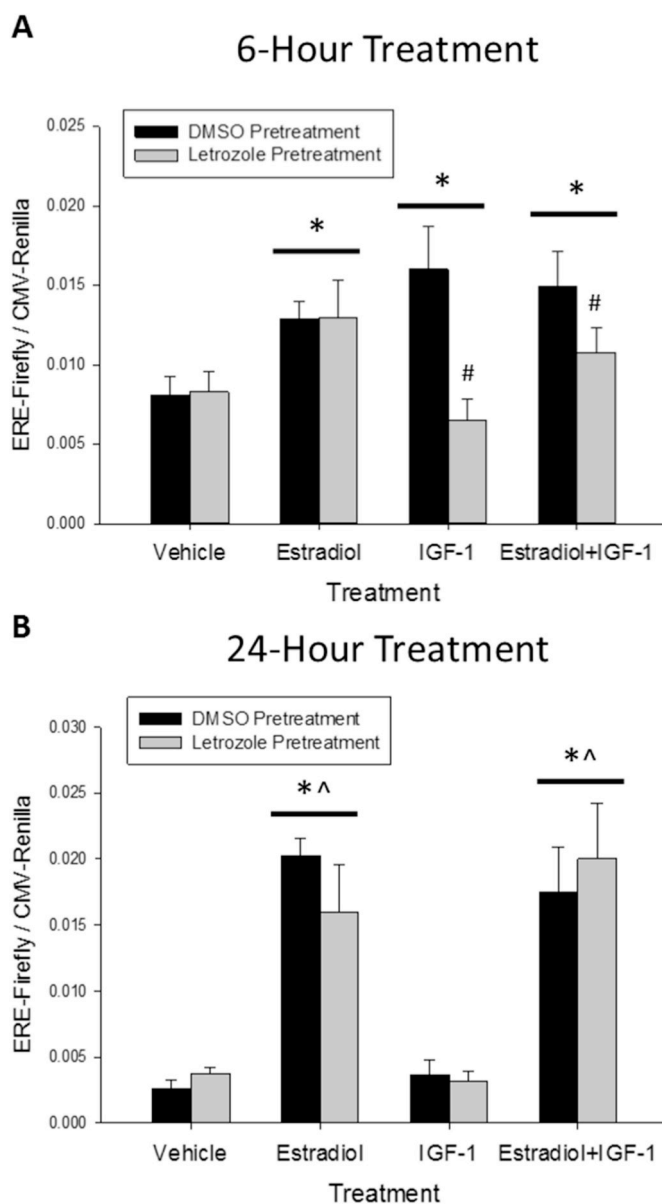 A
6-Hour Treatment
ERE-Firefly / CMV-Renilla
0.025
0.020
0.015
0.010
0.005
0.000
DMSO Pretreatment
Letrozole Pretreatment
*
*
*
#
#
Vehicle
Estradiol
IGF-1
Estradiol+IGF-1
Treatment
B
24-Hour Treatment
ERE-Firefly / CMV-Renilla
0.030
0.025
0.020
0.015
0.010
0.005
0.000
DMSO Pretreatment
Letrozole Pretreatment
*^
*^
Vehicle
Estradiol
IGF-1
Estradiol+IGF-1
Treatment